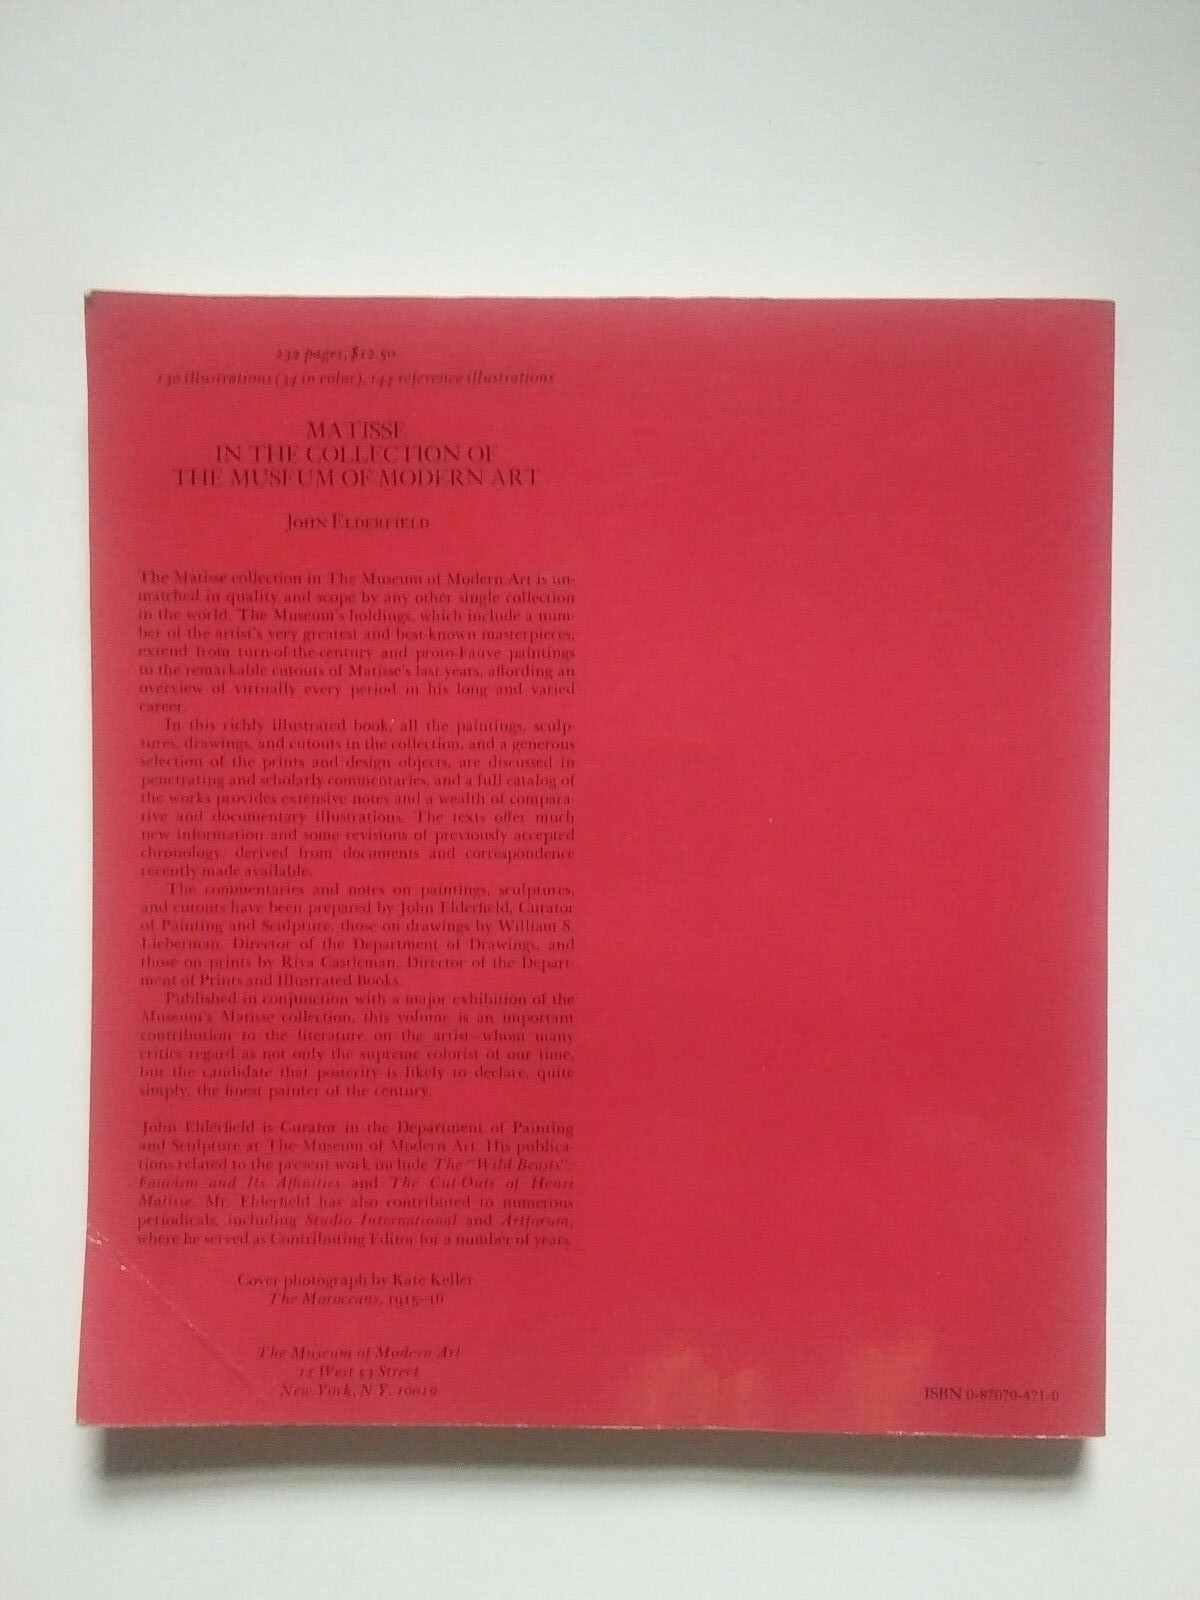 232 pages, $12.50
130 illustrations (34 in color), 144 reference illustrations
MATISSE
IN THE COLLECTION OF
THE MUSEUM OF MODERN ART
JOHN ELDERFIELD
The Matisse collection in The Museum of Modern Art is un-
matched in quality and scope by any other single collection
in the world. The Museum's holdings, which include a num-
ber of the artist's very greatest and best-known masterpieces,
extend from turn-of-the-century and proto-Fauve paintings
to the remarkable cutouts of Matisse's last years, affording an
overview of virtually every period in his long and varied
career.
In this richly illustrated book, all the paintings, sculp-
tures, drawings, and cutouts in the collection, and a generous
selection of the prints and design objects, are discussed in
penetrating and scholarly commentaries, and a full catalog of
the works provides extensive notes and a wealth of compara-
tive and documentary illustrations. The texts offer much
new information and some revisions of previously accepted
chronology, derived from documents and correspondence
recently made available.
The commentaries and notes on paintings, sculptures,
and cutouts have been prepared by John Elderfield, Curator
of Painting and Sculpture, those on drawings by William S.
Lieberman, Director of the Department of Drawings, and
those on prints by Riva Castleman, Director of the Depart-
ment of Prints and Illustrated Books.
Published in conjunction with a major exhibition of the
Museum's Matisse collection, this volume is an important
contribution to the literature on the artist—whom many
critics regard as not only the supreme colorist of our time,
but the candidate that posterity is likely to declare, quite
simply, the finest painter of the century.
John Elderfield is Curator in the Department of Painting
and Sculpture at The Museum of Modern Art. His publica-
tions related to the present work include The "Wild Beasts":
Fauvism and Its Affinities and The Cut-Outs of Henri
Matisse. Mr. Elderfield has also contributed to numerous
periodicals, including Studio International and Artforum,
where he served as Contributing Editor for a number of years.
Cover photograph by Kate Keller
The Moroccans, 1915–16
The Museum of Modern Art
11 West 53 Street
New York, N.Y. 10019
ISBN 0-87070-471-0